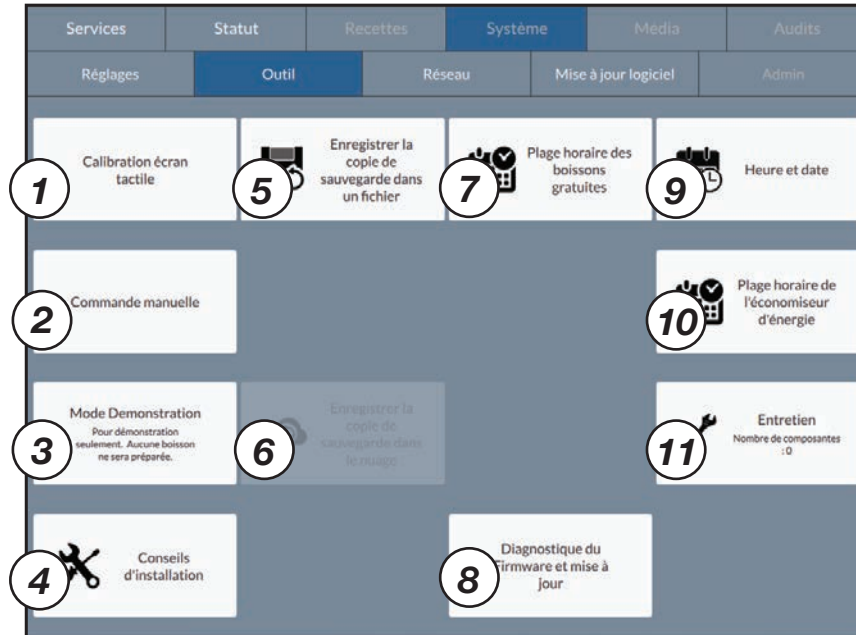 Services Statut Recettes Système Media Audits
Réglages Outil Réseau Mise à jour logiciel Admin
1
Calibration écran
tactile
5
Enregistrer la
copie de
sauvegarde dans
un fichier
7
Plage horaire des
boissons
gratuites
9
Heure et date
2
Commande manuelle
10
Plage horaire de
l'économiseur
d'énergie
3
Mode Demonstration
Pour démonstration
seulement. Aucune boisson
ne sera préparée.
6
Enregistrer la
copie de
sauvegarde dans
le nuage
11
Entretien
Nombre de composantes
: 0
4
Conseils
d'installation
8
Diagnostique du
Firmware et mise à
jour